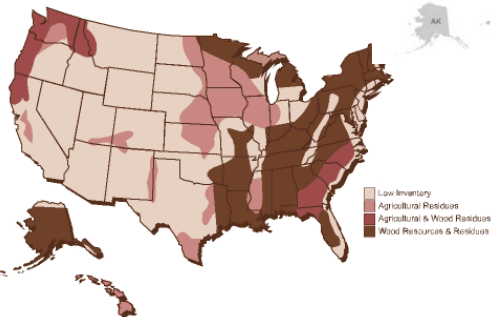 AK
Low Inventory
Agricultural Residues
Agricultural & Wood Residues
Wood Resources & Residues